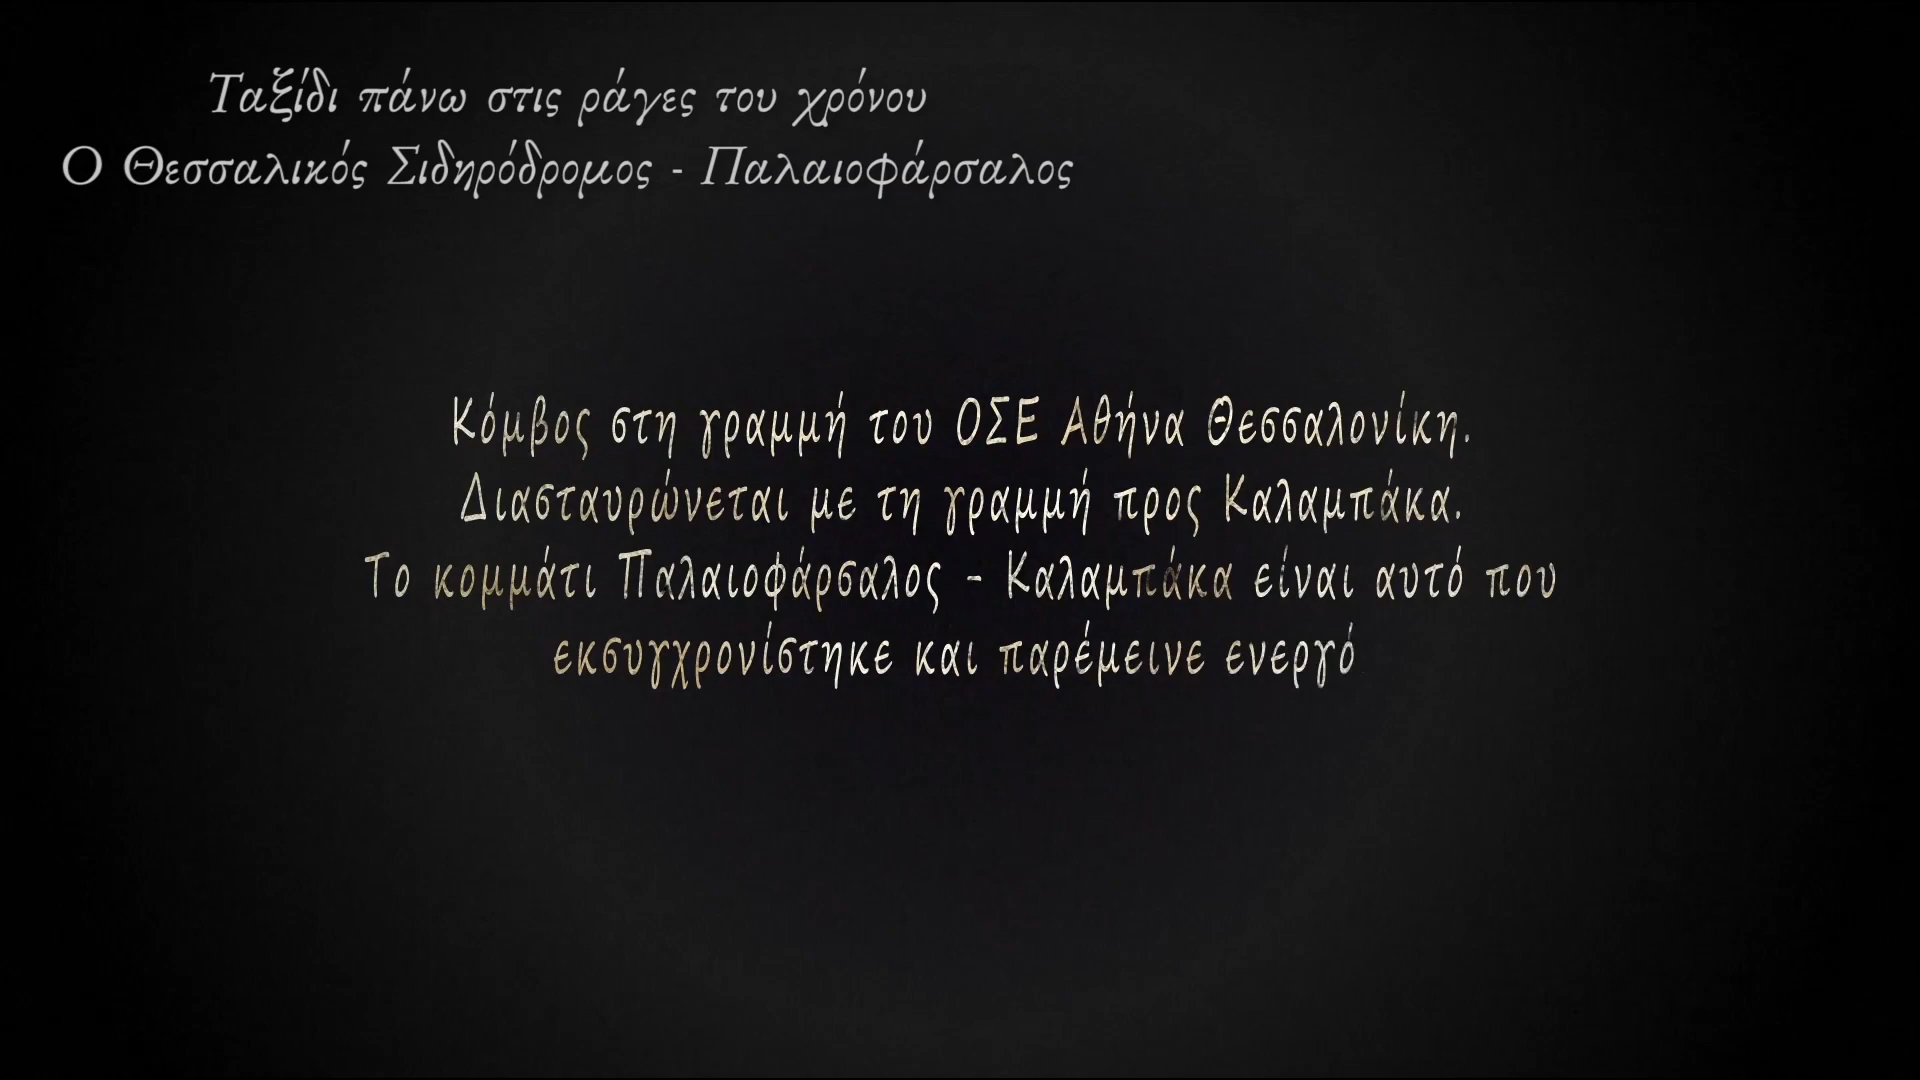 Ταξίδι πάνω στις ράγες του χρόνου
Ο Θεσσαλικός Σιδηρόδρομος - Παλαιοφάρσαλος
Κόμβος στη γραμμή του ΟΣΕ Αθήνα Θεσσαλονίκη.
Διασταυρώνεται με τη γραμμή προς Καλαμπάκα.
Το κομμάτι Παλαιοφάρσαλος - Καλαμπάκα είναι αυτό που
εκσυγχρονίστηκε και παρέμεινε ενεργό